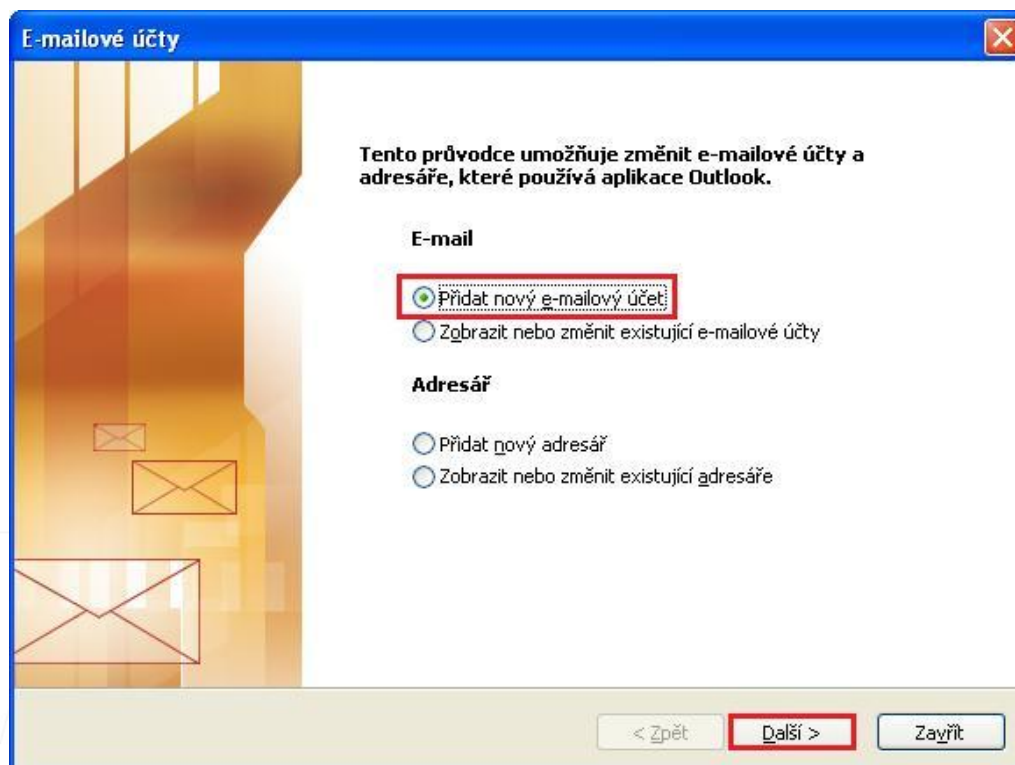 E-mailové účty
Tento průvodce umožňuje změnit e-mailové účty a
adresáře, které používá aplikace Outlook.
E-mail
Přidat nový e-mailový účet
Zobrazit nebo změnit existující e-mailové účty
Adresář
Přidat nový adresář
Zobrazit nebo změnit existující adresáře
< Zpět
Další >
Zavřít